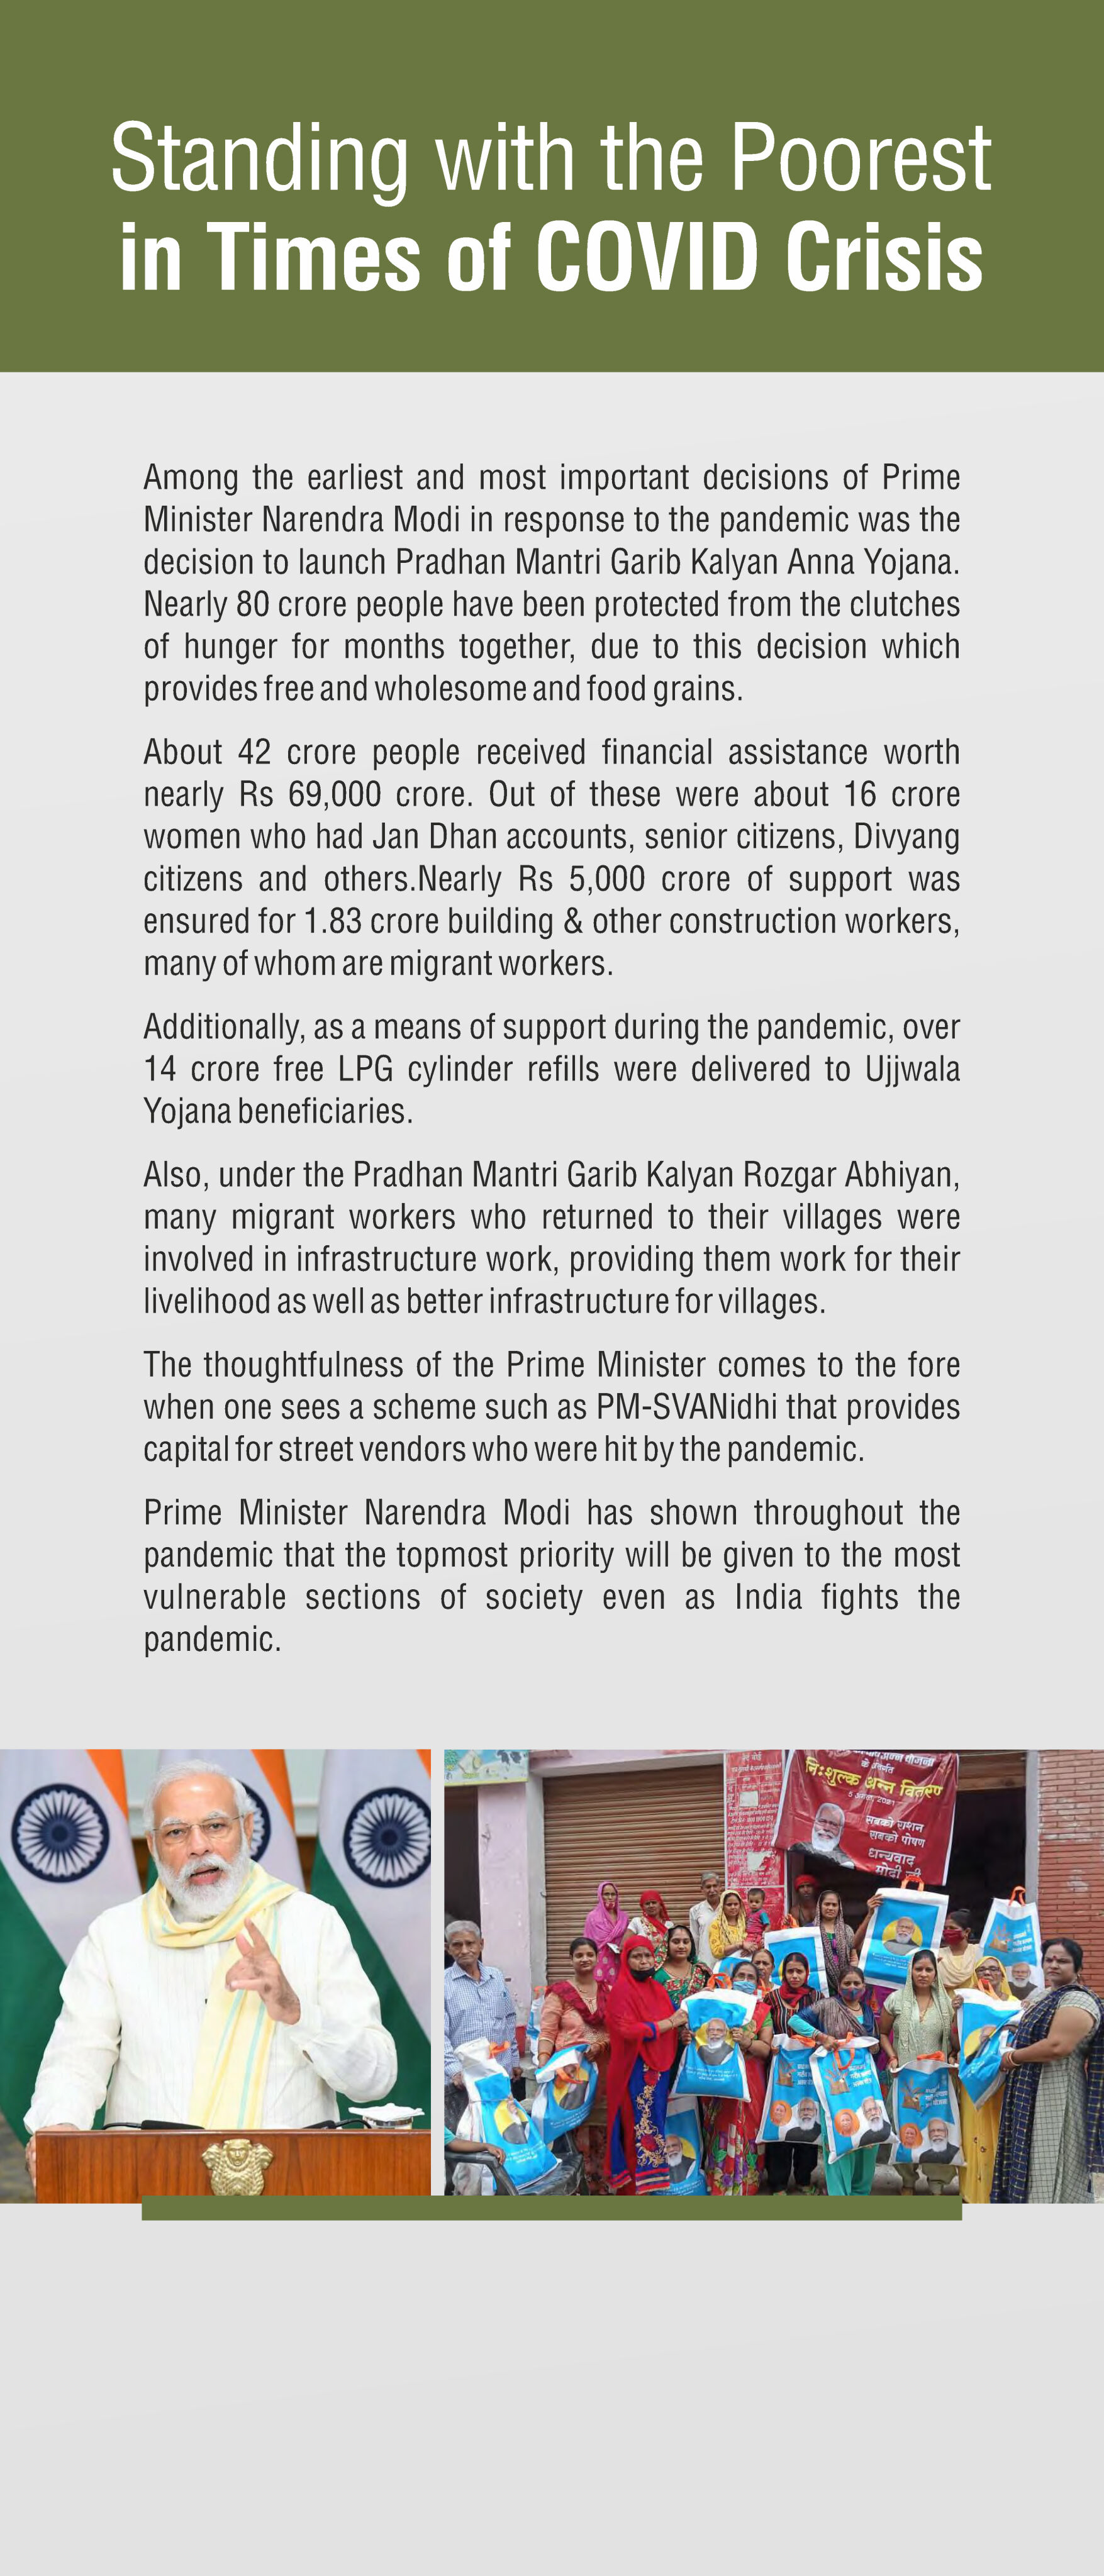 Standing with the Poorest
in Times of COVID Crisis
Among the earliest and most important decisions of Prime
Minister Narendra Modi in response to the pandemic was the
decision to launch Pradhan Mantri Garib Kalyan Anna Yojana.
Nearly 80 crore people have been protected from the clutches
of hunger for months together, due to this decision which
provides free and wholesome and food grains.
About 42 crore people received financial assistance worth
nearly Rs 69,000 crore. Out of these were about 16 crore
women who had Jan Dhan accounts, senior citizens, Divyang
citizens and others.Nearly Rs 5,000 crore of support was
ensured for 1.83 crore building & other construction workers,
many of whom are migrant workers.
Additionally, as a means of support during the pandemic, over
14 crore free LPG cylinder refills were delivered to Ujjwala
Yojana beneficiaries.
Also, under the Pradhan Mantri Garib Kalyan Rozgar Abhiyan,
many migrant workers who returned to their villages were
involved in infrastructure work, providing them work for their
livelihood as well as better infrastructure for villages.
The thoughtfulness of the Prime Minister comes to the fore
when one sees a scheme such as PM-SVANidhi that provides
capital for street vendors who were hit by the pandemic.
Prime Minister Narendra Modi has shown throughout the
pandemic that the topmost priority will be given to the most
vulnerable sections of society even as India fights the
pandemic.
अन्न योजना
के अंतर्गत
निःशुल्क अन्न वितरण
5 अगस्त, 2021
सबको राशन
सबको पोषण
धन्यवाद
मोदी जी